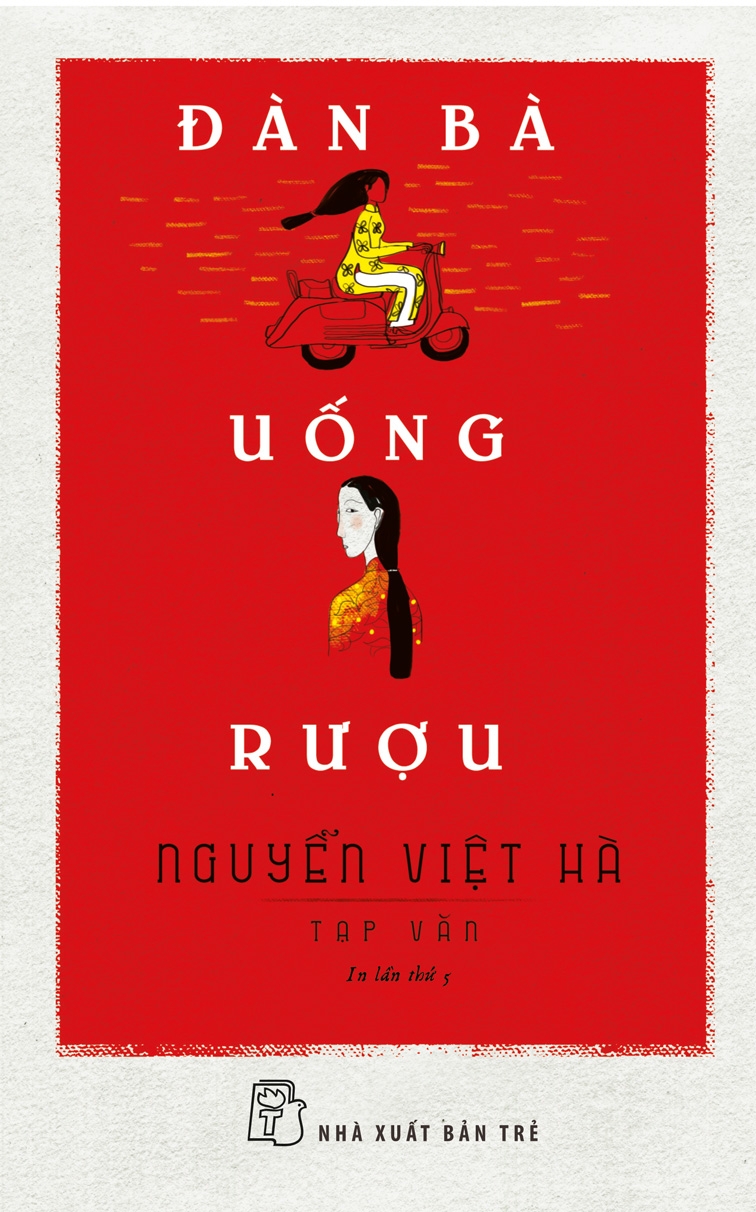 ĐÀN BÀ
UỐNG
RƯỢU
NGUYỄN VIỆT HÀ
TẠP VĂN
In lần thứ 5
T
NHÀ XUẤT BẢN TRẺ